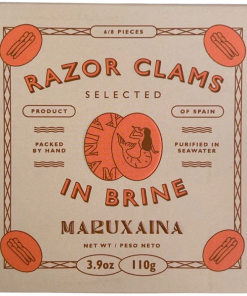 6/8 PIECES
RAZOR CLAMS
SELECTED
PRODUCT
OF SPAIN
PACKED
BY HAND
PURIFIED IN
SEAWATER
IN BRINE
MARUXAINA
NET WT / PESO NETO
3.9oz 110g